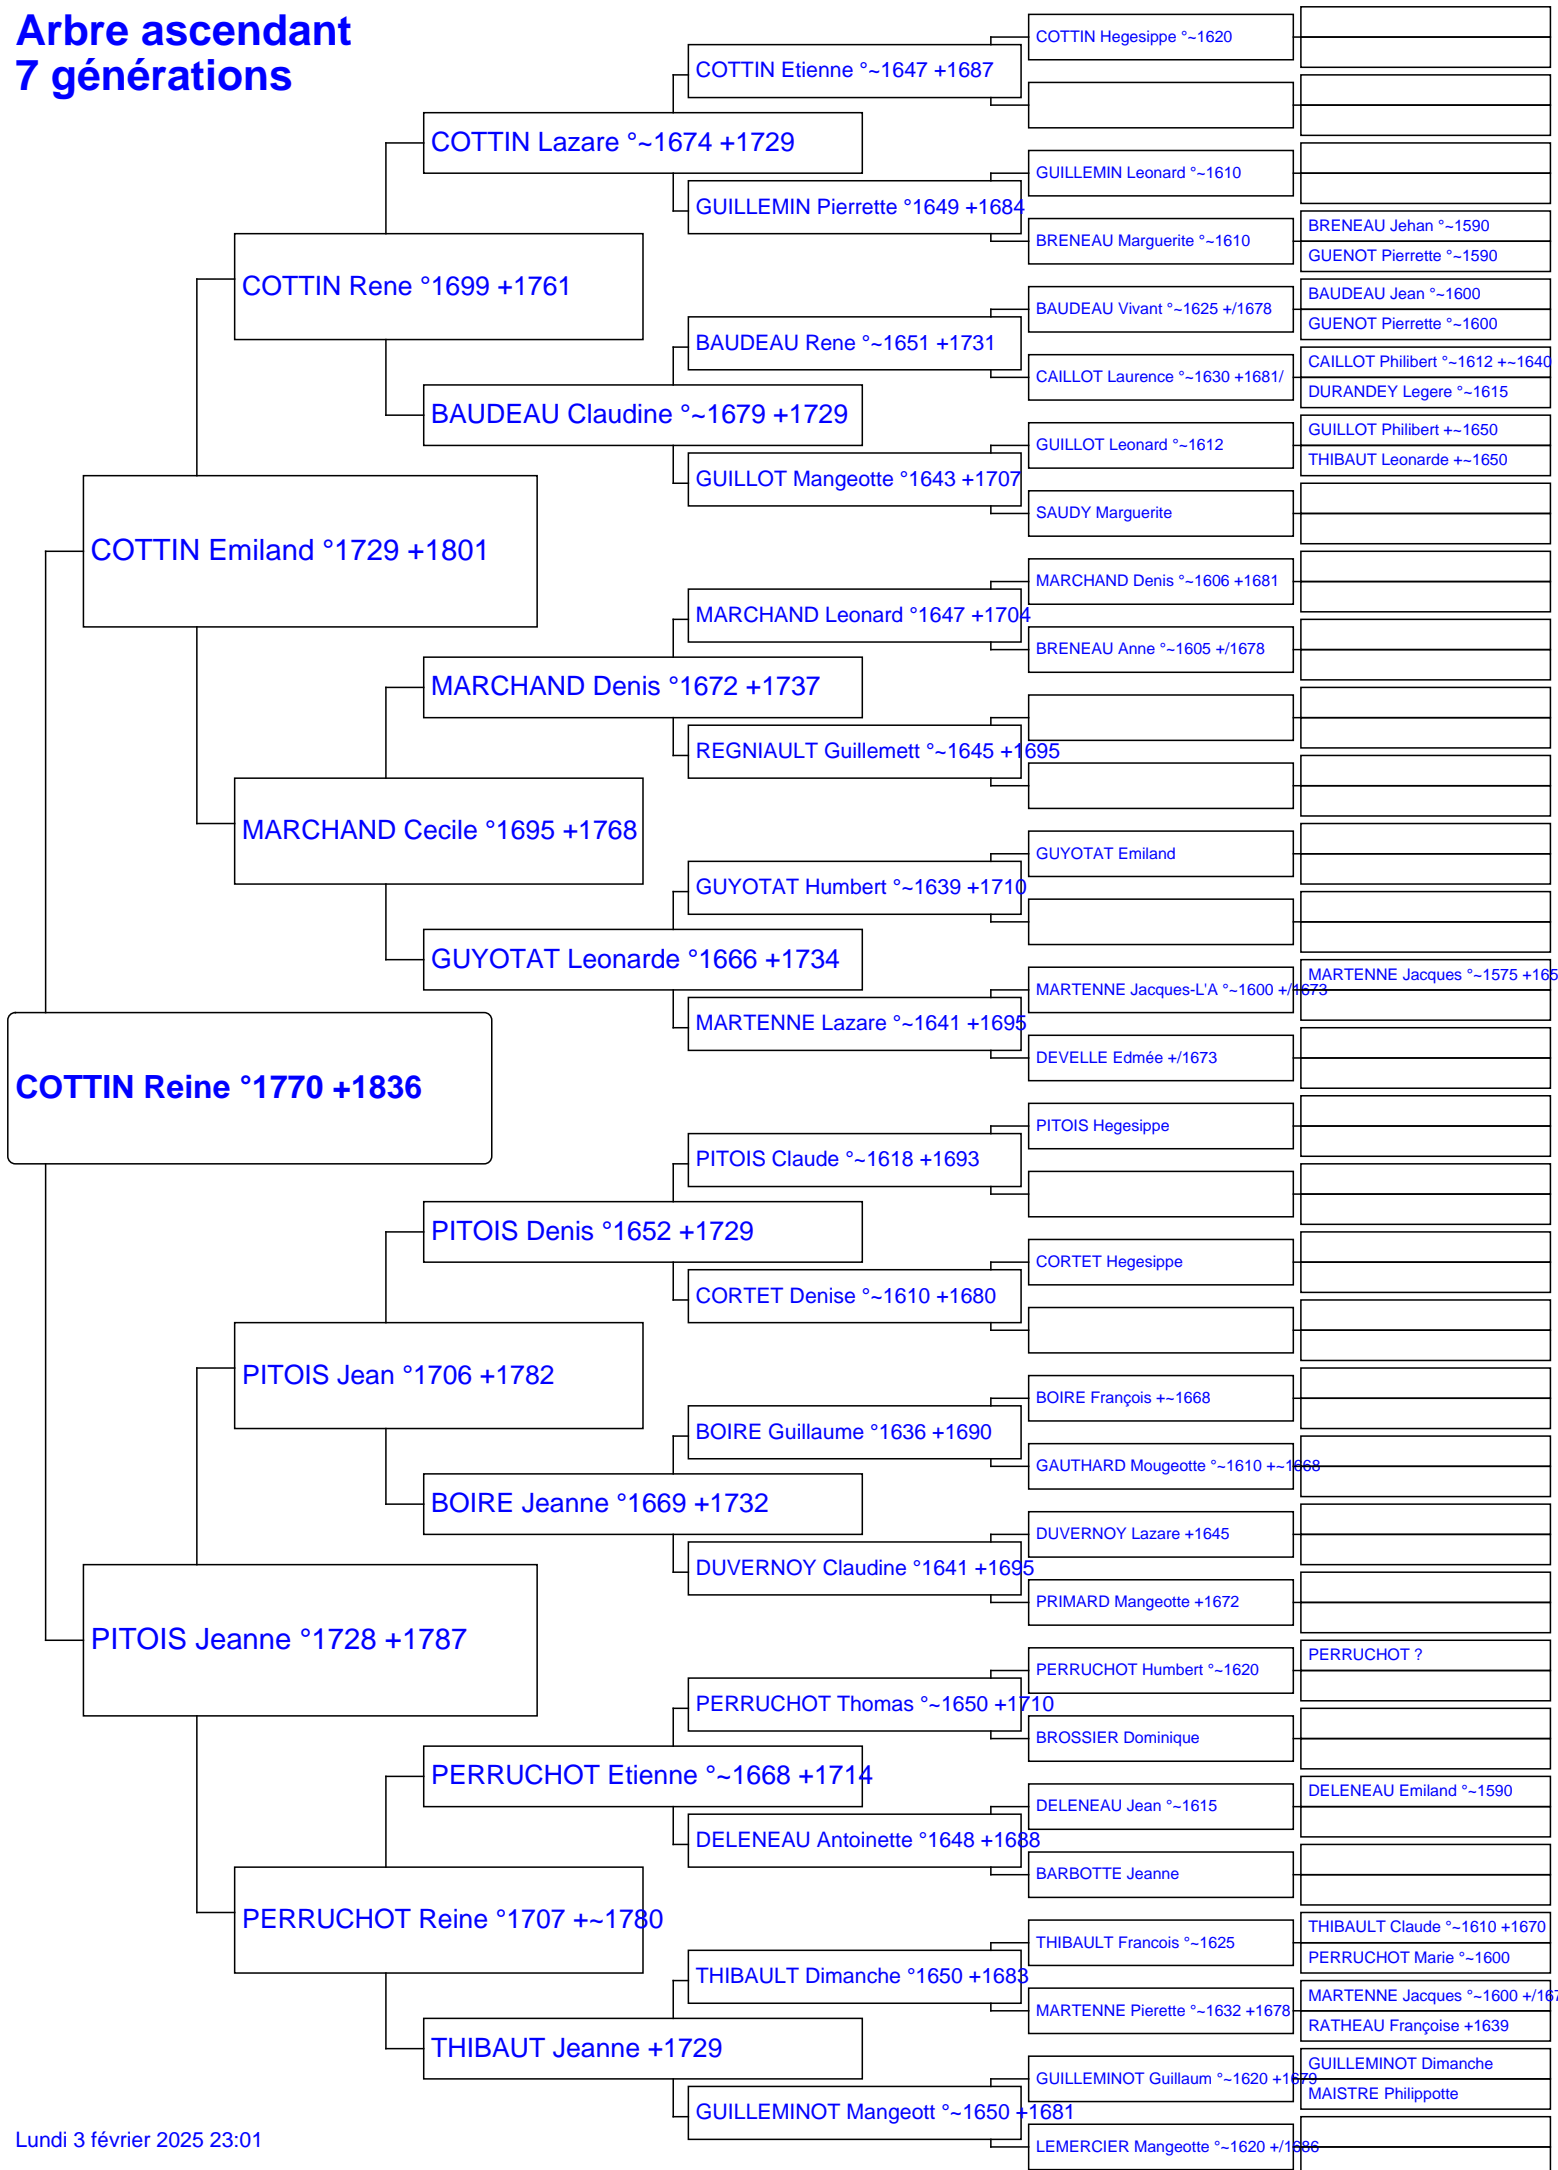 Arbre ascendant
7 générations
COTTIN Reine °1770 +1836
COTTIN Emiland °1729 +1801
PITOIS Jeanne °1728 +1787
COTTIN Rene °1699 +1761
MARCHAND Cecile °1695 +1768
PITOIS Jean °1706 +1782
PERRUCHOT Reine °1707 +~1780
COTTIN Lazare °~1674 +1729
BAUDEAU Claudine °~1679 +1729
MARCHAND Denis °1672 +1737
GUYOTAT Leonarde °1666 +1734
PITOIS Denis °1652 +1729
BOIRE Jeanne °1669 +1732
PERRUCHOT Etienne °~1668 +1714
THIBAUT Jeanne +1729
COTTIN Etienne °~1647 +1687
GUILLEMIN Pierrette °1649 +1684
BAUDEAU Rene °~1651 +1731
GUILLOT Mangeotte °1643 +1707
MARCHAND Leonard °1647 +1704
REGNIAULT Guillemett °~1645 +1695
GUYOTAT Humbert °~1639 +1710
MARTENNE Lazare °~1641 +1695
PITOIS Claude °~1618 +1693
CORTET Denise °~1610 +1680
BOIRE Guillaume °1636 +1690
DUVERNOY Claudine °1641 +1695
PERRUCHOT Thomas °~1650 +1710
DELENEAU Antoinette °1648 +1688
THIBAULT Dimanche °1650 +1683
GUILLEMINOT Mangeott °~1650 +1681
COTTIN Hegesippe °~1620
GUILLEMIN Leonard °~1610
BRENEAU Marguerite °~1610
BAUDEAU Vivant °~1625 +/1678
CAILLOT Laurence °~1630 +1681/
GUILLOT Leonard °~1612
SAUDY Marguerite
MARCHAND Denis °~1606 +1681
BRENEAU Anne °~1605 +/1678
GUYOTAT Emiland
MARTENNE Jacques-L'A °~1600 +/1673
DEVELLE Edmée +/1673
PITOIS Hegesippe
CORTET Hegesippe
BOIRE François +~1668
GAUTHARD Mougeotte °~1610 +~1668
DUVERNOY Lazare +1645
PRIMARD Mangeotte +1672
PERRUCHOT Humbert °~1620
BROSSIER Dominique
DELENEAU Jean °~1615
BARBOTTE Jeanne
THIBAULT Francois °~1625
MARTENNE Pierette °~1632 +1678
GUILLEMINOT Guillaum °~1620 +1679
LEMERCIER Mangeotte °~1620 +/1686
BRENEAU Jehan °~1590
GUENOT Pierrette °~1590
BAUDEAU Jean °~1600
GUENOT Pierrette °~1600
CAILLOT Philibert °~1612 +~1640
DURANDEY Legere °~1615
GUILLOT Philibert +~1650
THIBAUT Leonarde +~1650
MARTENNE Jacques °~1575 +165
PERRUCHOT ?
DELENEAU Emiland °~1590
THIBAULT Claude °~1610 +1670
PERRUCHOT Marie °~1600
MARTENNE Jacques °~1600 +/167
RATHEAU Françoise +1639
GUILLEMINOT Dimanche
MAISTRE Philippotte
Lundi 3 février 2025 23:01